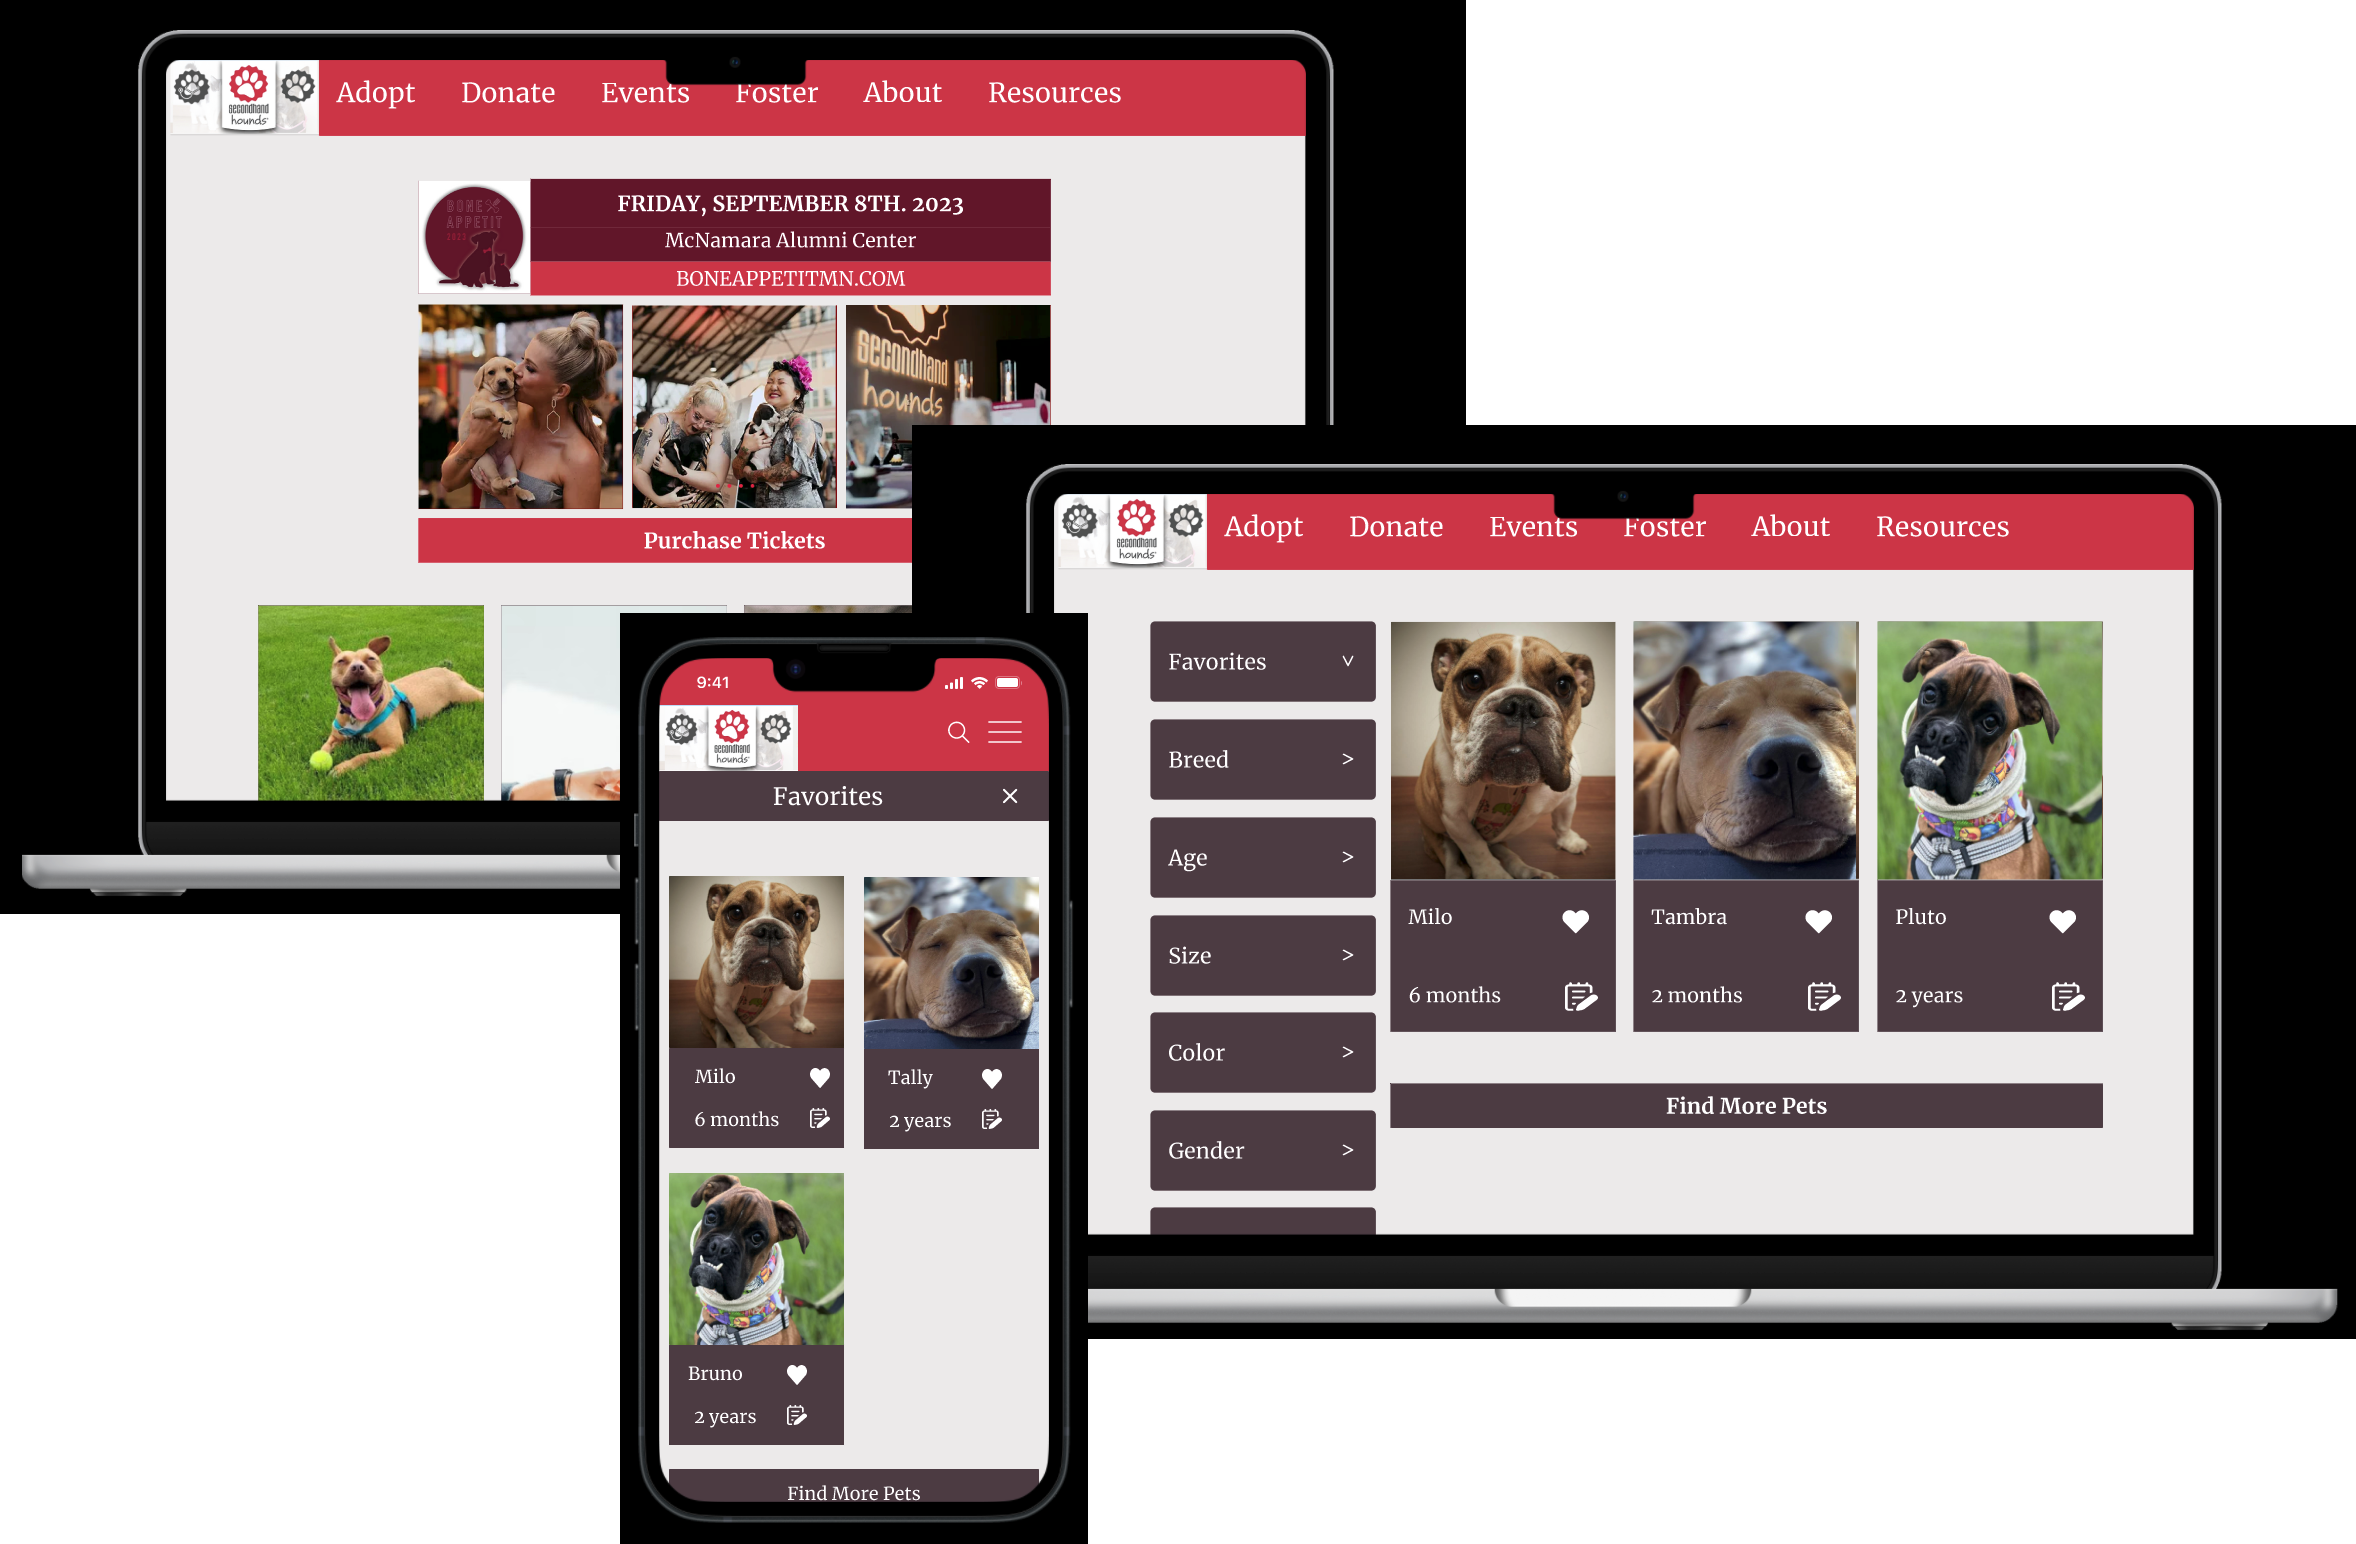 secondhand
hounds
Adopt Donate Events Foster About Resources
BONE
APPETIT
FRIDAY, SEPTEMBER 8TH. 2023
McNamara Alumni Center
BONEAPPETITMN.COM
secondhand
hounds
Purchase Tickets
secondhand
hounds
Adopt Donate Events Foster About Resources
Favorites v
Breed >
Age >
Size >
Color >
Gender >
Milo
6 months
Tambra
2 months
Pluto
2 years
Find More Pets
9:41
secondhand
hounds
Favorites ×
Milo
6 months
Tally
2 years
Bruno
2 years
Find More Pets